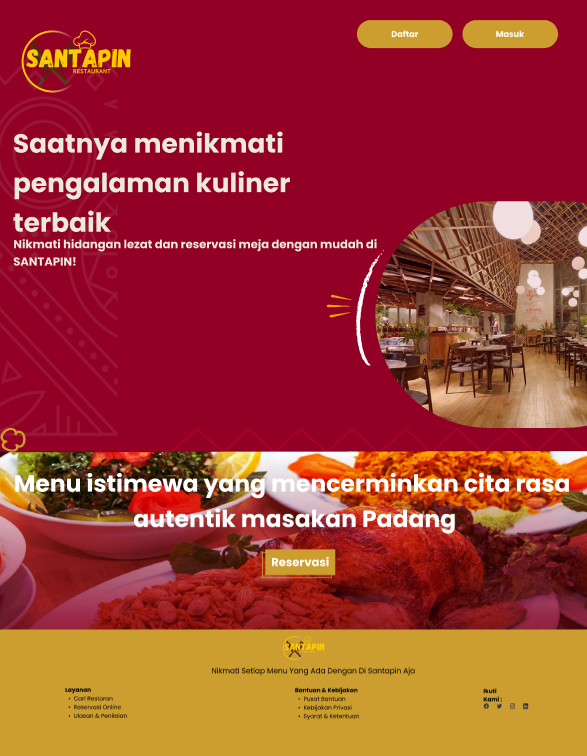 Daftar
Masuk
SANTAPIN
RESTAURANT
Saatnya menikmati
pengalaman kuliner
terbaik
Nikmati hidangan lezat dan reservasi meja dengan mudah di
SANTAPIN!
Menu istimewa yang mencerminkan cita rasa
autentik masakan Padang
Reservasi
SANTAPIN
Nikmati Setiap Menu Yang Ada Dengan Di Santapin Aja
Layanan
• Cari Restoran
• Reservasi Online
• Ulasan & Penilaian
Bantuan & Kebijakan
• Pusat Bantuan
• Kebijakan Privasi
• Syarat & Ketentuan
Ikuti
Kami :